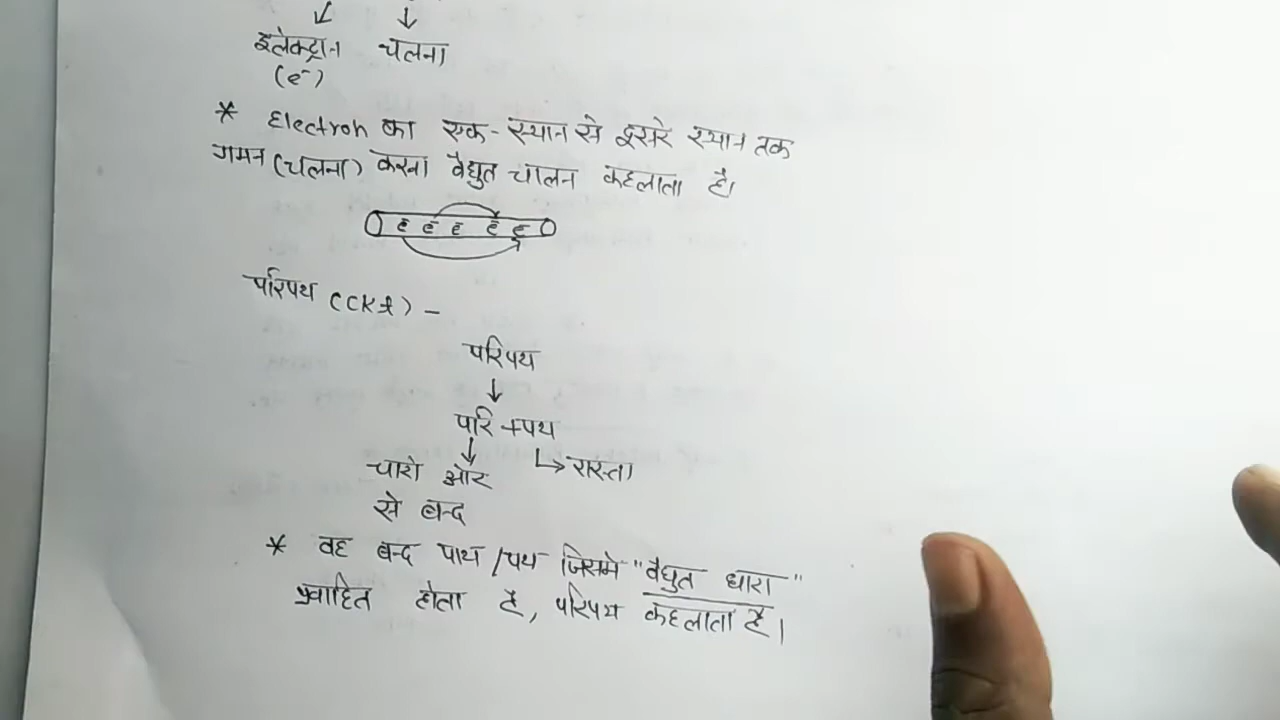 इलेक्ट्रान चलना
(e⁻)
* Electron का एक-स्थान से दूसरे स्थान तक
गमन (चलना) करना वैद्युत चालन कहलाता है।
ē ē ē ē ē
परिपथ (CKt) -
परिपथ
परि +पथ
चारो ओर रास्ता
से बन्द
* वह बन्द पाथ /पथ जिसमे "वैद्युत धारा"
प्रवाहित होता है, परिपथ कहलाता है।